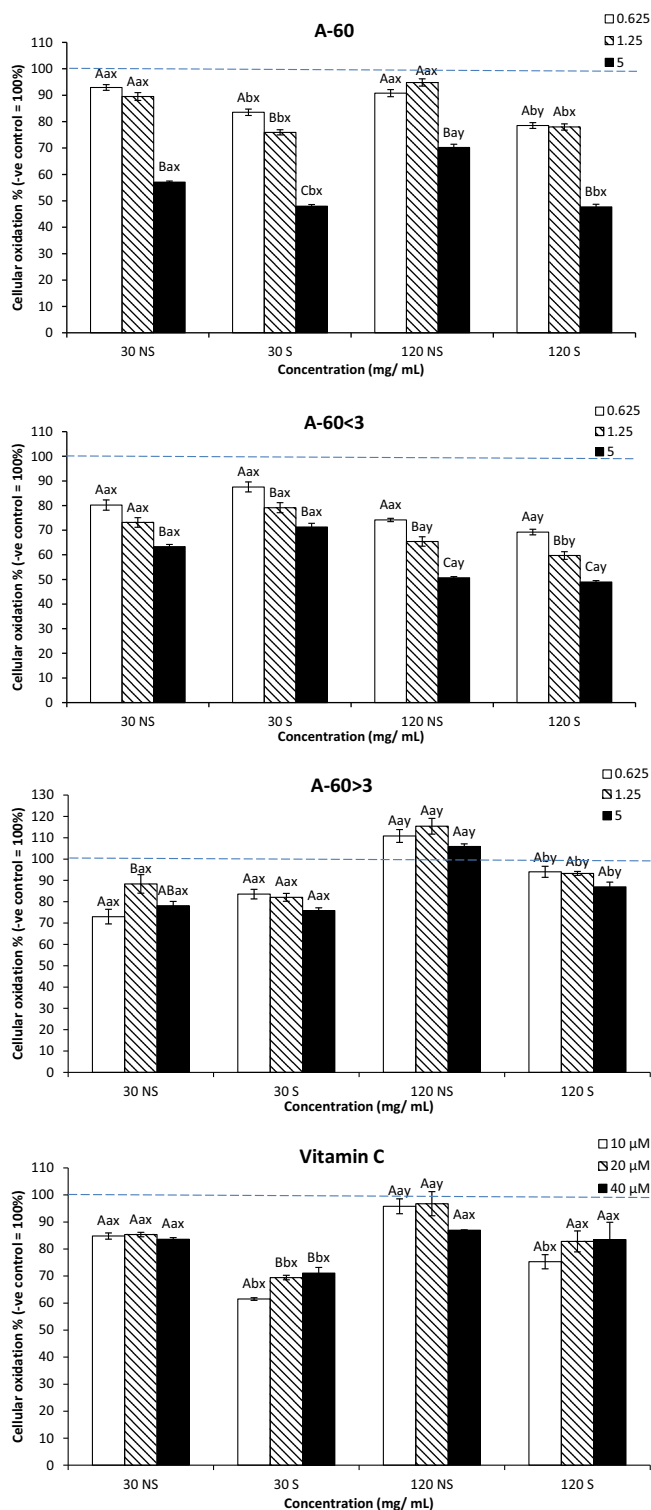 A-60
0.625
1.25
5
Cellular oxidation % (-ve control = 100%)
110
100
90
80
70
60
50
40
30
20
10
0
Aax Aax Bax
Abx Bbx Cbx
Aax Aax Bay
Aby Abx Bbx
30 NS 30 S 120 NS 120 S
Concentration (mg/ mL)
A-60<3
0.625
1.25
5
Cellular oxidation % (-ve control = 100%)
110
100
90
80
70
60
50
40
30
20
10
0
Aax Aax Bax
Aax Bax Bax
Aax Bay Cay
Aay Bby Cay
30 NS 30 S 120 NS 120 S
Concentration (mg/ mL)
A-60>3
0.625
1.25
5
Cellular oxidation % (-ve control = 100%)
130
120
110
100
90
80
70
60
50
40
30
20
10
0
Aax Bax ABax
Aax Aax Aax
Aay Aay Aay
Aby Aby Aby
30 NS 30 S 120 NS 120 S
Concentration (mg/ mL)
Vitamin C
10 µM
20 µM
40 µM
Cellular oxidation % (-ve control = 100%)
110
100
90
80
70
60
50
40
30
20
10
0
Aax Aax Aax
Abx Bbx Bbx
Aay Aay Aax
Abx Aax Aax
30 NS 30 S 120 NS 120 S
Concentration (mg/ mL)